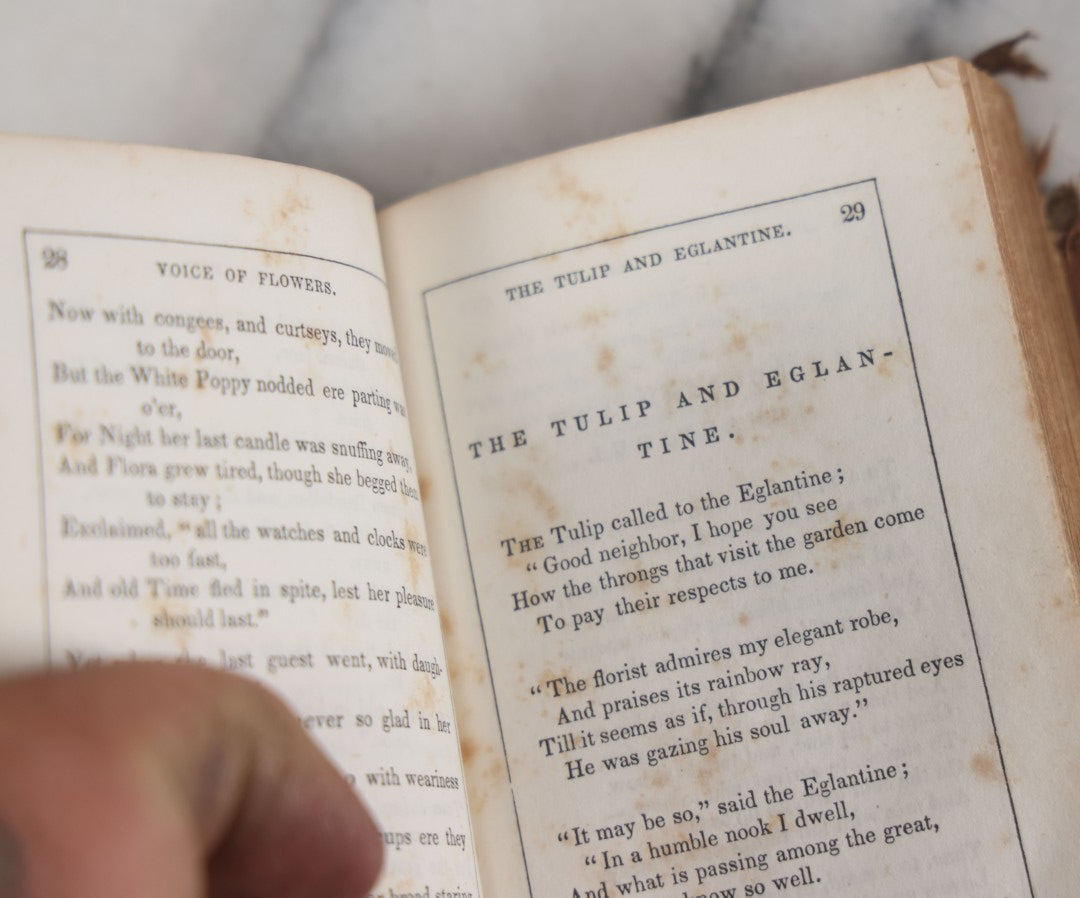 28
VOICE OF FLOWERS.
Now with congees, and curtseys, they move
to the door,
But the White Poppy nodded ere parting was
o'er,
For Night her last candle was snuffing away,
And Flora grew tired, though she begged them
to stay;
Exclaimed, "all the watches and clocks were
too fast,
And old Time fled in spite, lest her pleasure
should last."
last guest went, with daugh-
ever so glad in her
with weariness
ere they
broad staring
29
THE TULIP AND EGLANTINE.
THE TULIP AND EGLAN-
TINE.
THE Tulip called to the Eglantine;
"Good neighbor, I hope you see
How the throngs that visit the garden come
To pay their respects to me.
"The florist admires my elegant robe,
And praises its rainbow ray,
Till it seems as if, through his raptured eyes
He was gazing his soul away."
"It may be so," said the Eglantine;
"In a humble nook I dwell,
And what is passing among the great,
know so well.